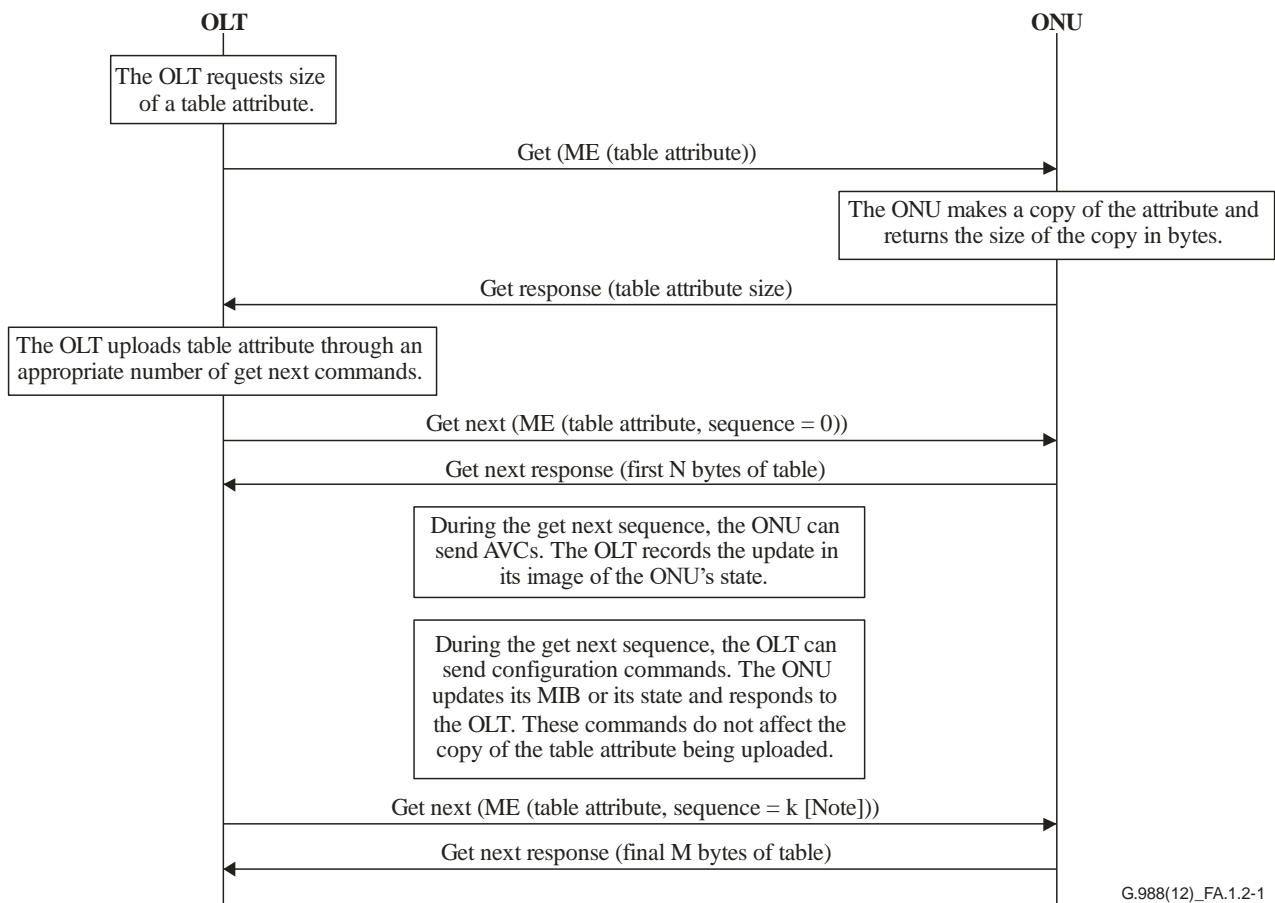 OLT
ONU
The OLT requests size
of a table attribute.
Get (ME (table attribute))
The ONU makes a copy of the attribute and
returns the size of the copy in bytes.
Get response (table attribute size)
The OLT uploads table attribute through an
appropriate number of get next commands.
Get next (ME (table attribute, sequence = 0))
Get next response (first N bytes of table)
During the get next sequence, the ONU can
send AVCs. The OLT records the update in
its image of the ONU's state.
During the get next sequence, the OLT can
send configuration commands. The ONU
updates its MIB or its state and responds to
the OLT. These commands do not affect the
copy of the table attribute being uploaded.
Get next (ME (table attribute, sequence = k [Note]))
Get next response (final M bytes of table)
G.988(12)_FA.1.2-1